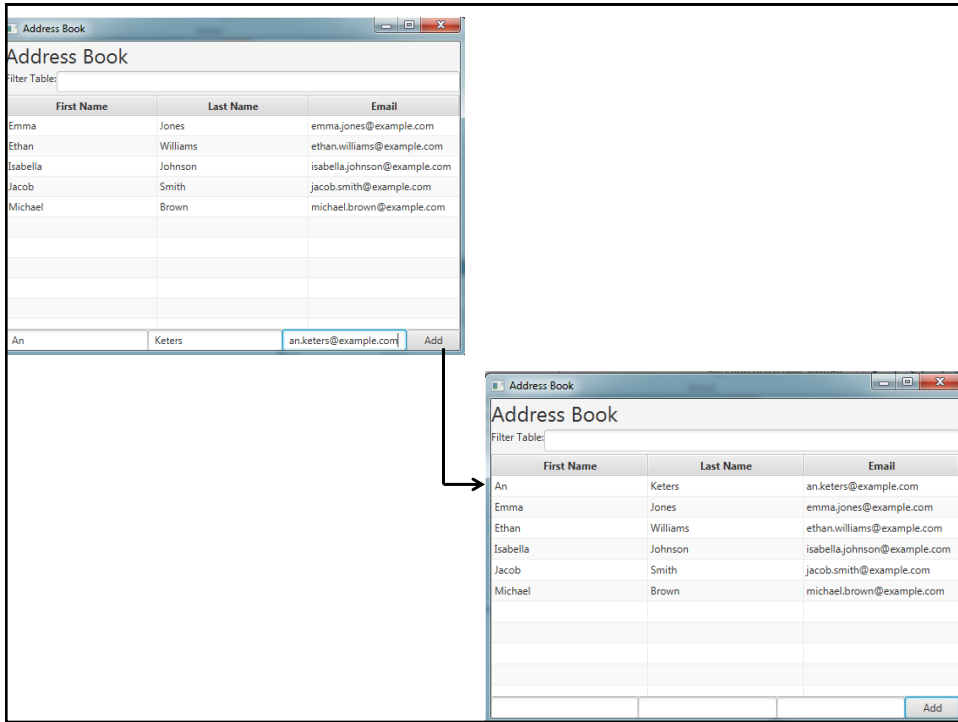 Address Book
Address Book
Filter Table:
First Name Last Name Email
Emma Jones emma.jones@example.com
Ethan Williams ethan.williams@example.com
Isabella Johnson isabella.johnson@example.com
Jacob Smith jacob.smith@example.com
Michael Brown michael.brown@example.com
An Keters an.keters@example.com Add
Address Book
Address Book
Filter Table:
First Name Last Name Email
An Keters an.keters@example.com
Emma Jones emma.jones@example.com
Ethan Williams ethan.williams@example.com
Isabella Johnson isabella.johnson@example.com
Jacob Smith jacob.smith@example.com
Michael Brown michael.brown@example.com
Add